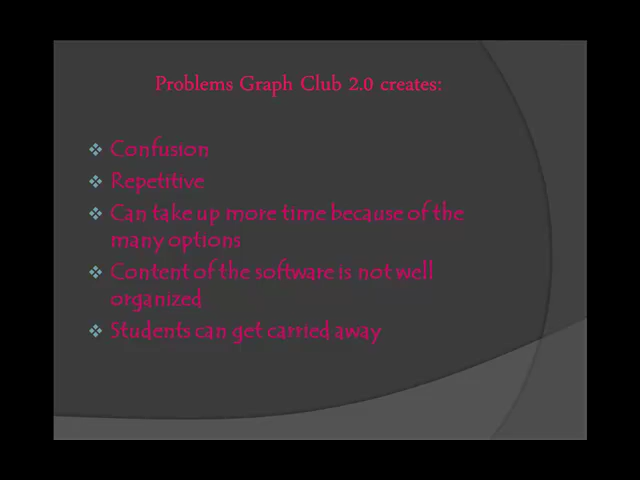 Problems Graph Club 2.0 creates:
Confusion
Repetitive
Can take up more time because of the
many options
Content of the software is not well
organized
Students can get carried away